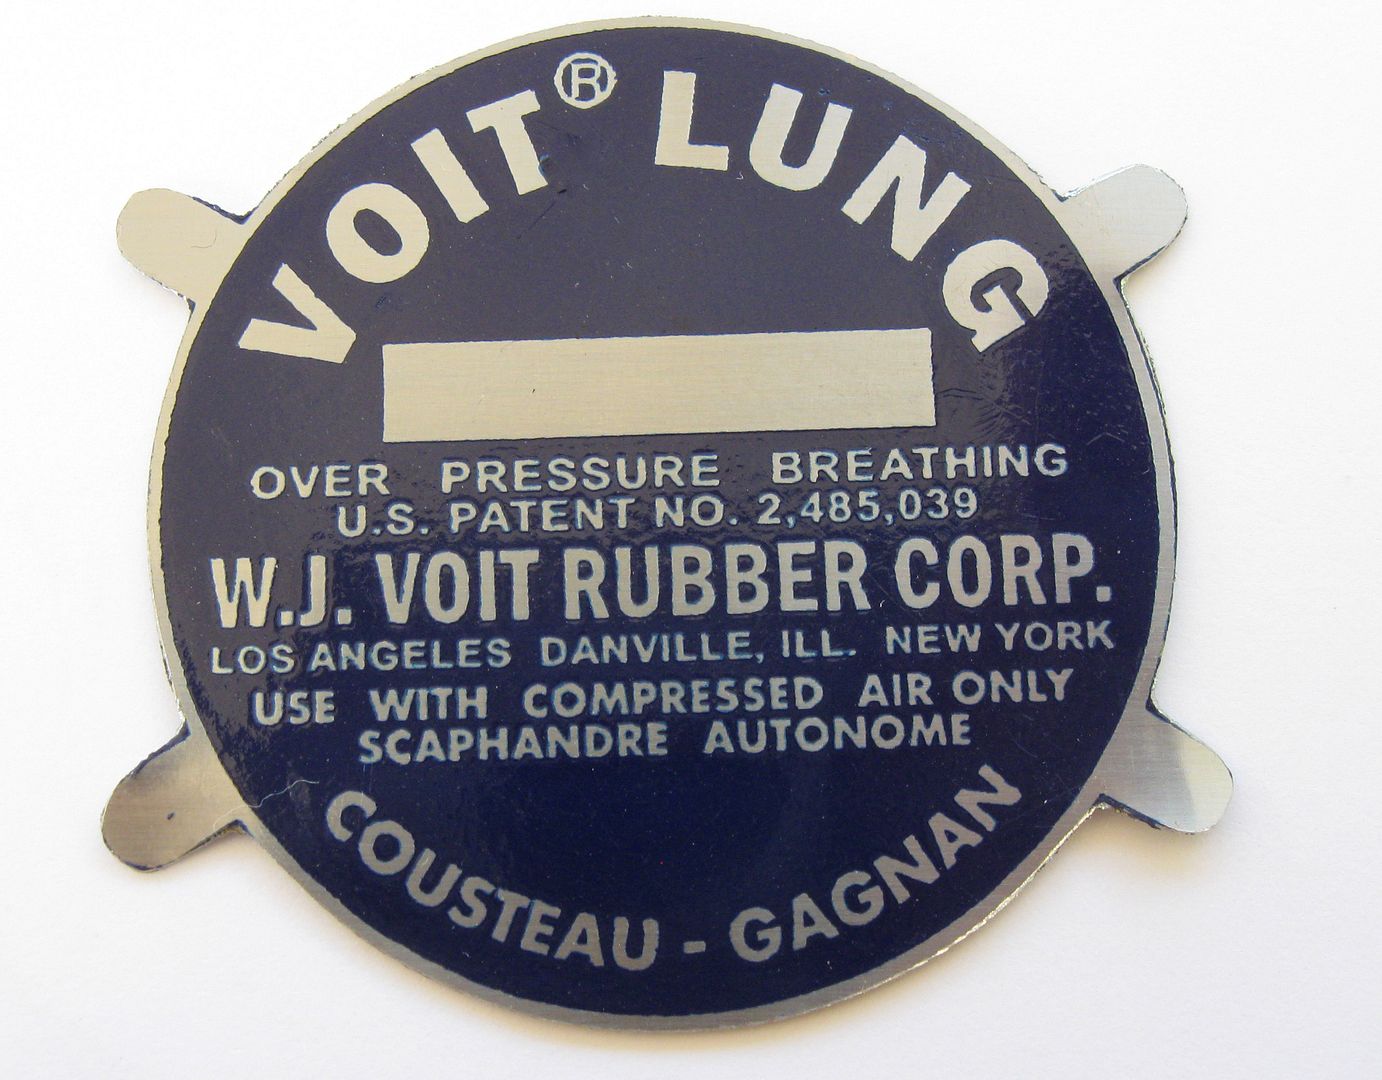 VOIT® LUNG
OVER PRESSURE BREATHING
U.S. PATENT NO. 2,485,039
W.J. VOIT RUBBER CORP.
LOS ANGELES DANVILLE, ILL. NEW YORK
USE WITH COMPRESSED AIR ONLY
SCAPHANDRE AUTONOME
COUSTEAU - GAGNAN